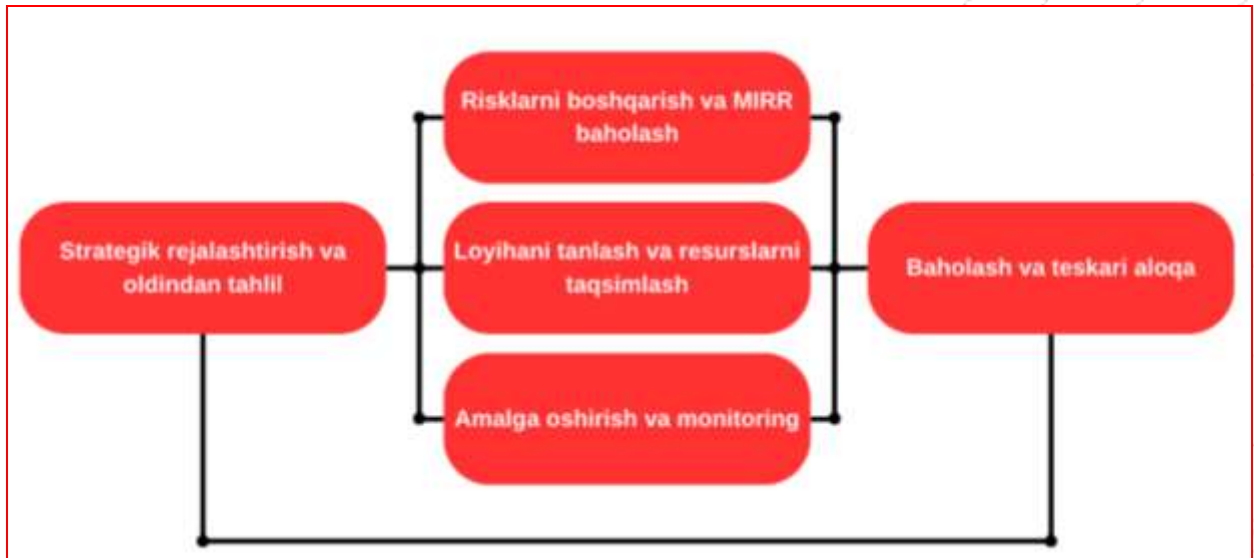 Risklarni boshqarish va MIRR
baholash
Strategik rejalashtirish va
oldindan tahlil
Loyihani tanlash va resurslarni
taqsimlash
Baholash va teskari aloqa
Amalga oshirish va monitoring